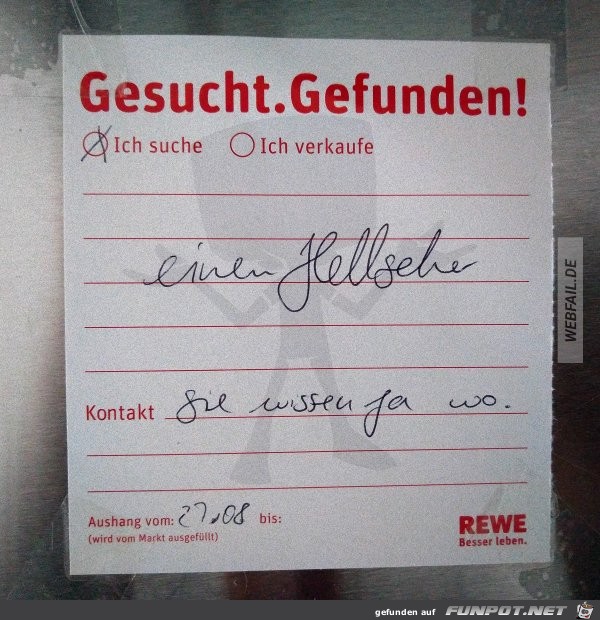 Gesucht.Gefunden!
Ich suche Ich verkaufe
einen Hellseher
Kontakt Sie wissen ja wo.
Aushang vom: 27.08 bis:
(wird vom Markt ausgefüllt)
REWE
Besser leben.
WEBFAIL.DE
gefunden auf FUNPOT.NET